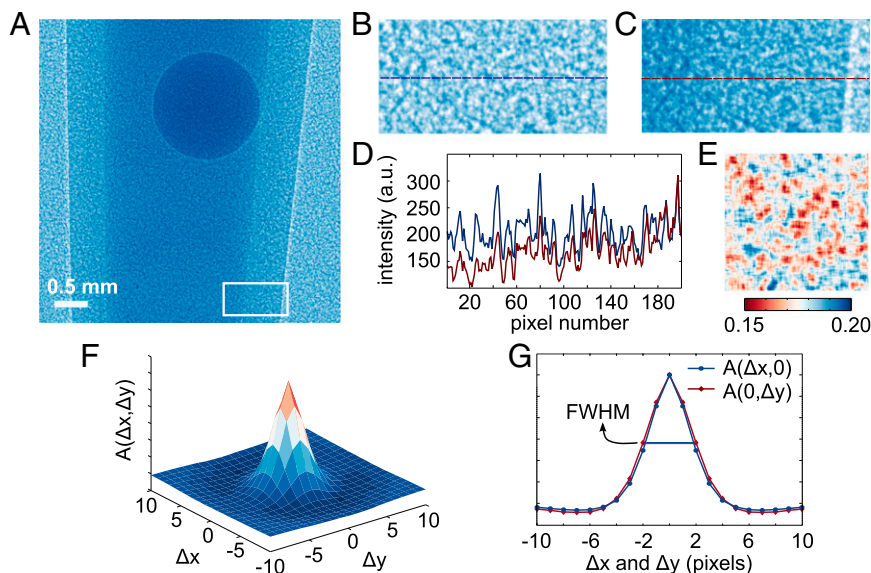 A
0.5 mm
B
C
D
intensity (a.u.)
300
250
200
150
20 60 100 140 180
pixel number
E
0.15 0.20
F
A(Δx,Δy)
10
5
0
-5
-10
Δx
-5
0
5
10
Δy
G
A(Δx,0)
A(0,Δy)
FWHM
-10 -6 -2 2 6 10
Δx and Δy (pixels)